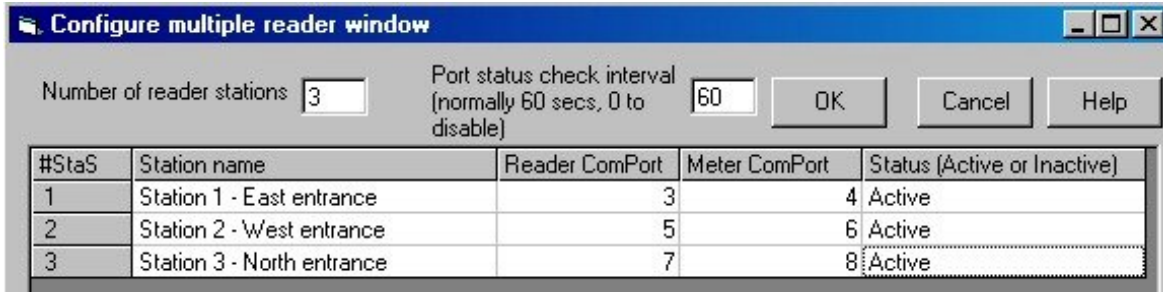 Configure multiple reader window
Number of reader stations 3
Port status check interval
(normally 60 secs, 0 to
disable)
60
OK
Cancel
Help
#StaS Station name Reader ComPort Meter ComPort Status (Active or Inactive)
1 Station 1 - East entrance 3 4 Active
2 Station 2 - West entrance 5 6 Active
3 Station 3 - North entrance 7 8 Active